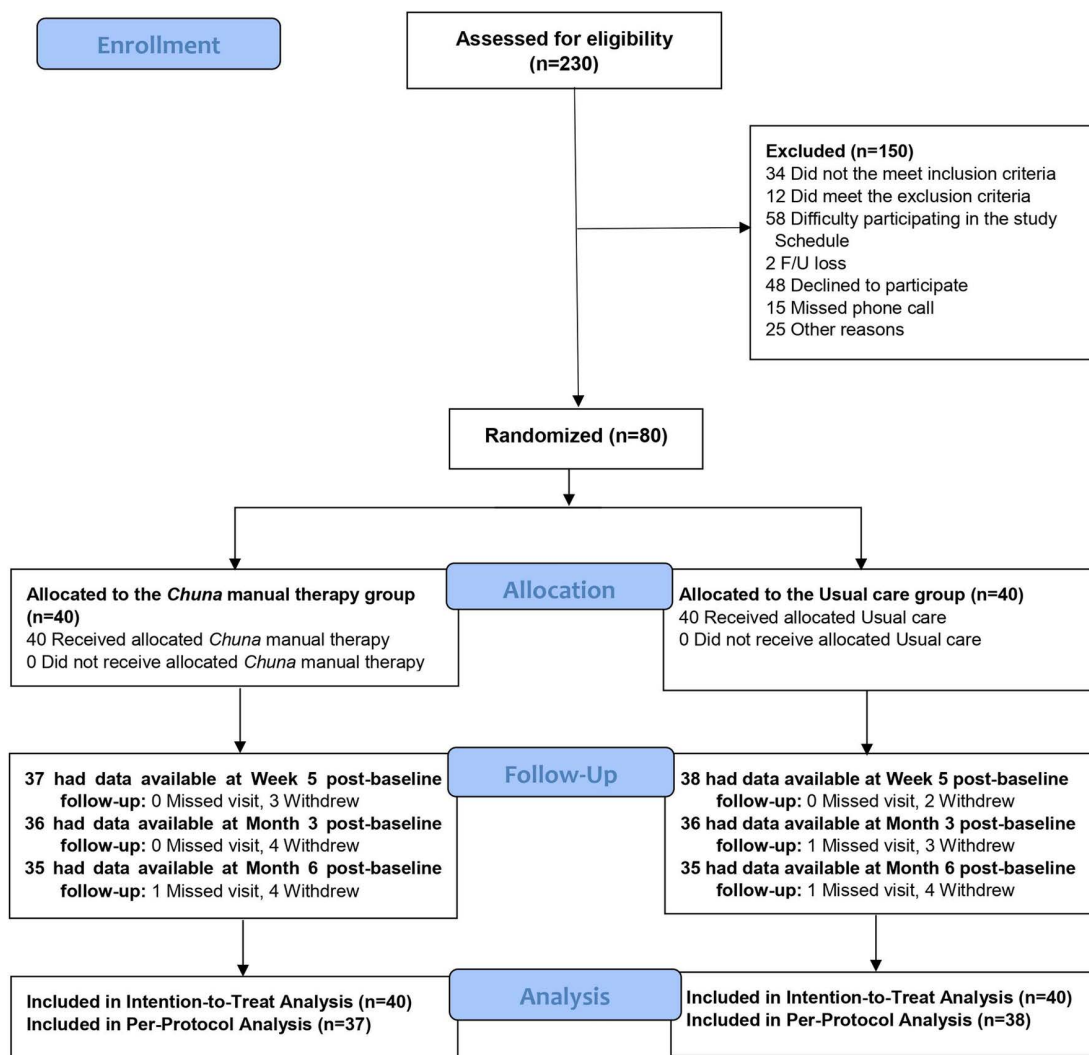 Enrollment
Assessed for eligibility
(n=230)
Excluded (n=150)
34 Did not the meet inclusion criteria
12 Did meet the exclusion criteria
58 Difficulty participating in the study
Schedule
2 F/U loss
48 Declined to participate
15 Missed phone call
25 Other reasons
Randomized (n=80)
Allocation
Allocated to the Chuna manual therapy group
(n=40)
40 Received allocated Chuna manual therapy
0 Did not receive allocated Chuna manual therapy
Allocated to the Usual care group (n=40)
40 Received allocated Usual care
0 Did not receive allocated Usual care
Follow-Up
37 had data available at Week 5 post-baseline
follow-up: 0 Missed visit, 3 Withdrew
36 had data available at Month 3 post-baseline
follow-up: 0 Missed visit, 4 Withdrew
35 had data available at Month 6 post-baseline
follow-up: 1 Missed visit, 4 Withdrew
38 had data available at Week 5 post-baseline
follow-up: 0 Missed visit, 2 Withdrew
36 had data available at Month 3 post-baseline
follow-up: 1 Missed visit, 3 Withdrew
35 had data available at Month 6 post-baseline
follow-up: 1 Missed visit, 4 Withdrew
Analysis
Included in Intention-to-Treat Analysis (n=40)
Included in Per-Protocol Analysis (n=37)
Included in Intention-to-Treat Analysis (n=40)
Included in Per-Protocol Analysis (n=38)